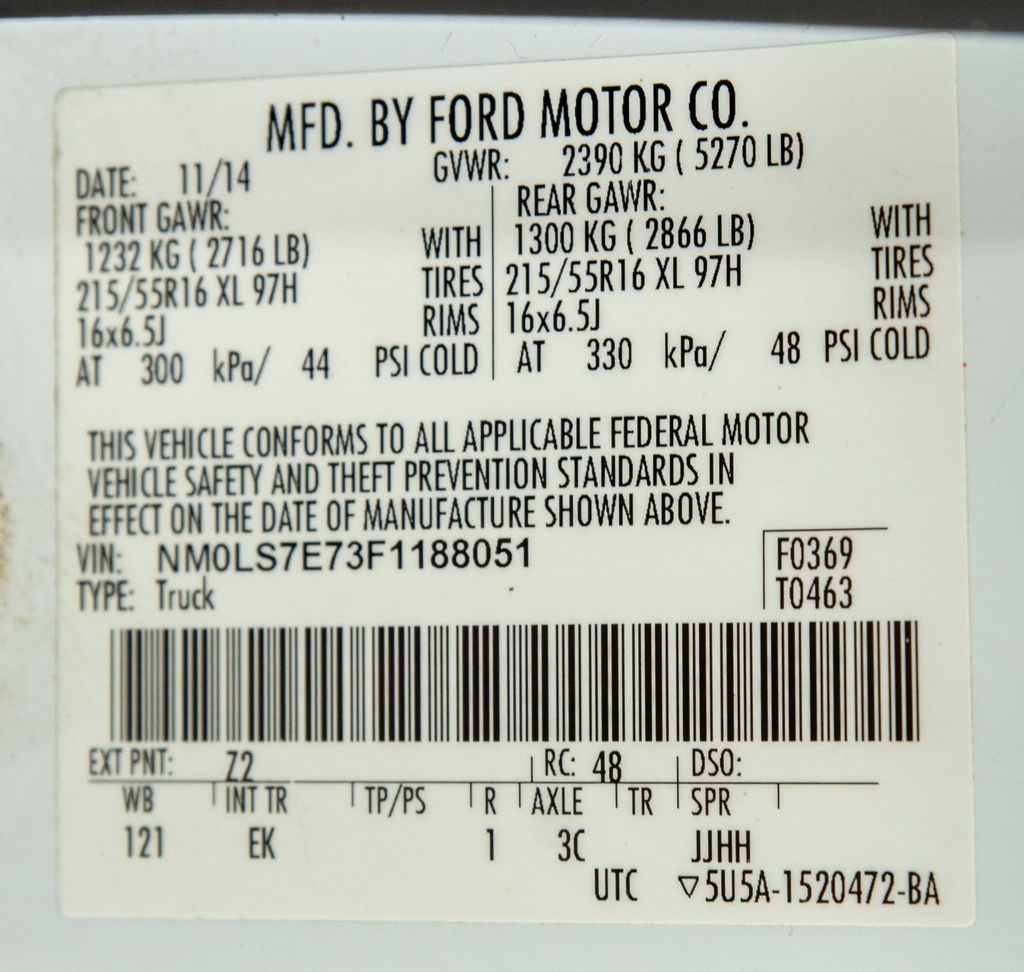 MFD. BY FORD MOTOR CO.
DATE: 11/14 GVWR: 2390 KG ( 5270 LB)
FRONT GAWR: REAR GAWR:
1232 KG ( 2716 LB) WITH 1300 KG ( 2866 LB) WITH
215/55R16 XL 97H TIRES 215/55R16 XL 97H TIRES
16x6.5J RIMS 16x6.5J RIMS
AT 300 kPa/ 44 PSI COLD AT 330 kPa/ 48 PSI COLD
THIS VEHICLE CONFORMS TO ALL APPLICABLE FEDERAL MOTOR
VEHICLE SAFETY AND THEFT PREVENTION STANDARDS IN
EFFECT ON THE DATE OF MANUFACTURE SHOWN ABOVE.
VIN: NM0LS7E73F1188051 F0369
TYPE: Truck T0463
EXT PNT: Z2 RC: 48 DSO:
WB INT TR TP/PS R AXLE TR SPR
121 EK 1 3C JJHH
UTC ▽5U5A-1520472-BA